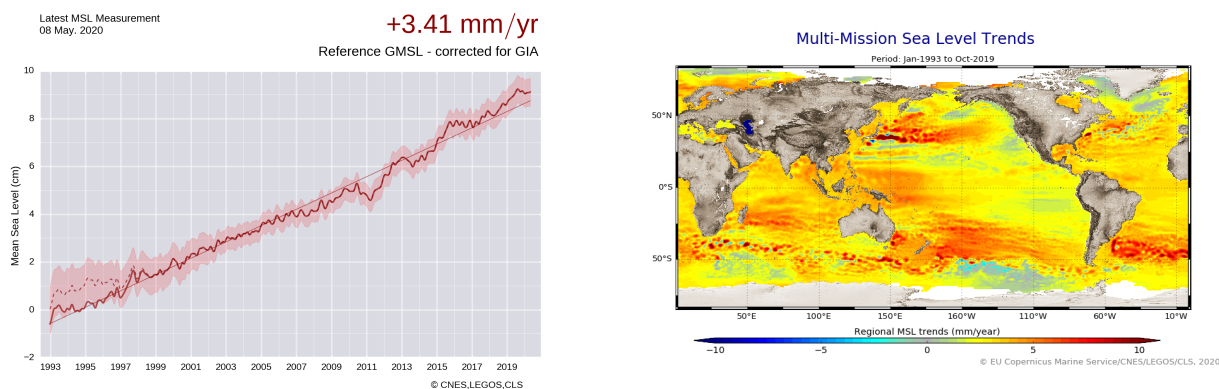 Latest MSL Measurement
08 May. 2020
+3.41 mm/yr
Reference GMSL - corrected for GIA
Mean Sea Level (cm)
10
8
6
4
2
0
−2
1993 1995 1997 1999 2001 2003 2005 2007 2009 2011 2013 2015 2017 2019
© CNES,LEGOS,CLS
Multi-Mission Sea Level Trends
Period: Jan-1993 to Oct-2019
50°N
0°S
50°S
50°E 100°E 150°E 160°W 110°W 60°W 10°W
Regional MSL trends (mm/year)
−10 −5 0 5 10
© EU Copernicus Marine Service/CNES/LEGOS/CLS, 2020